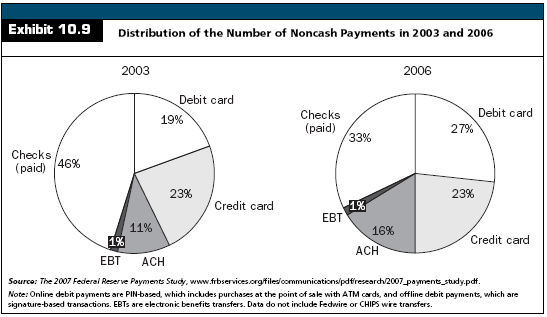 Exhibit 10.9
Distribution of the Number of Noncash Payments in 2003 and 2006
2003
Debit card
19%
Checks
(paid)
46%
23%
Credit card
11%
1%
EBT
ACH
2006
Checks
(paid)
33%
Debit card
27%
23%
Credit card
EBT
1%
16%
ACH
Source: The 2007 Federal Reserve Payments Study, www.frbservices.org/files/communications/pdf/research/2007_payments_study.pdf.
Note: Online debit payments are PIN-based, which includes purchases at the point of sale with ATM cards, and offline debit payments, which are
signature-based transactions. EBTs are electronic benefits transfers. Data do not include Fedwire or CHIPS wire transfers.